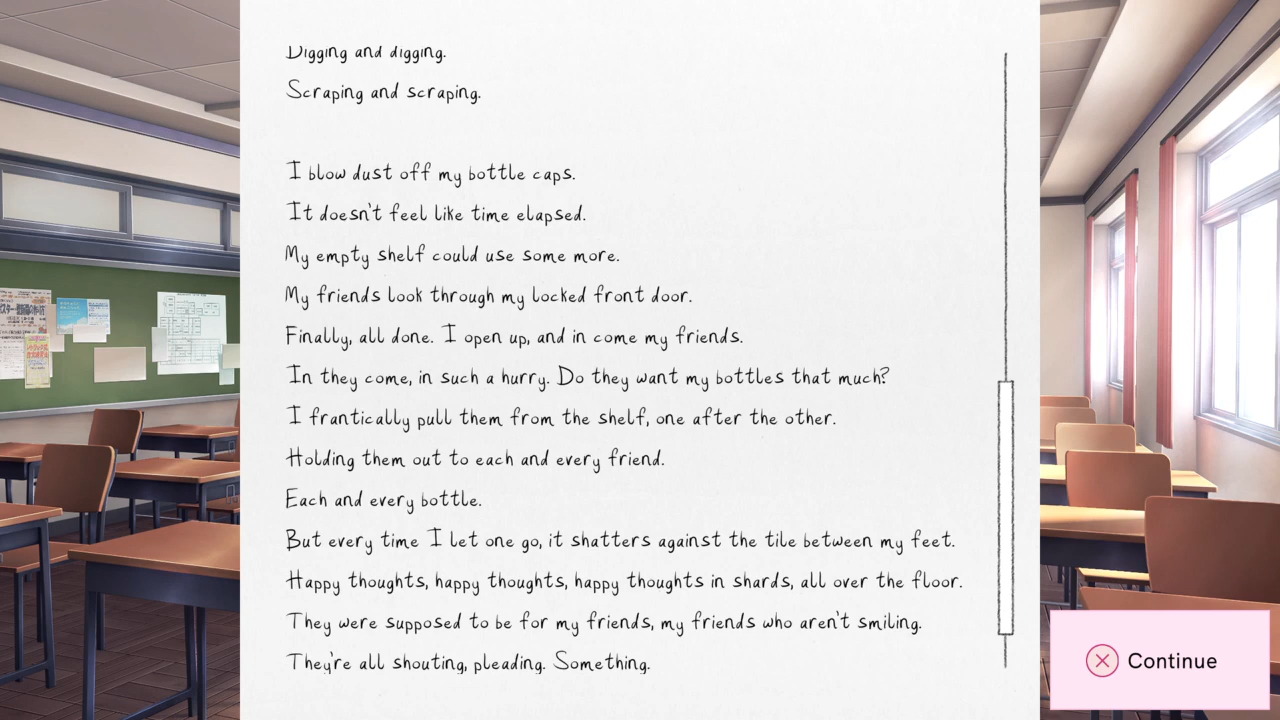 Digging and digging.
Scraping and scraping.
I blow dust off my bottle caps.
It doesn't feel like time elapsed.
My empty shelf could use some more.
My friends look through my locked front door.
Finally, all done. I open up, and in come my friends.
In they come, in such a hurry. Do they want my bottles that much?
I frantically pull them from the shelf, one after the other.
Holding them out to each and every friend.
Each and every bottle.
But every time I let one go, it shatters against the tile between my feet.
Happy thoughts, happy thoughts, happy thoughts in shards, all over the floor.
They were supposed to be for my friends, my friends who aren't smiling.
They're all shouting, pleading. Something.
Continue